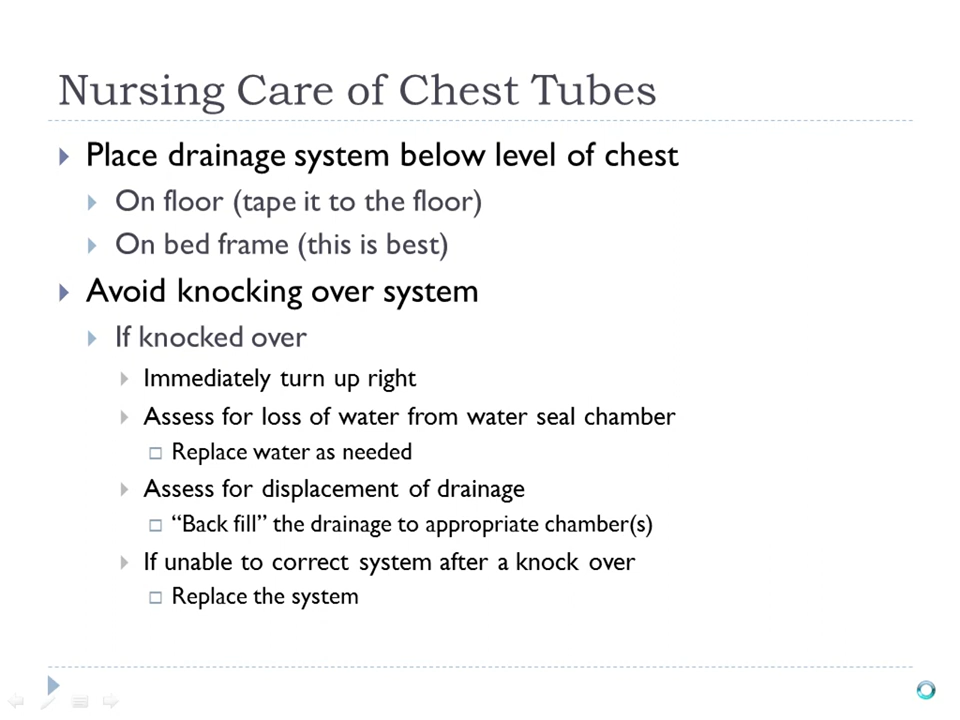 Nursing Care of Chest Tubes
Place drainage system below level of chest
On floor (tape it to the floor)
On bed frame (this is best)
Avoid knocking over system
If knocked over
Immediately turn up right
Assess for loss of water from water seal chamber
Replace water as needed
Assess for displacement of drainage
“Back fill” the drainage to appropriate chamber(s)
If unable to correct system after a knock over
Replace the system